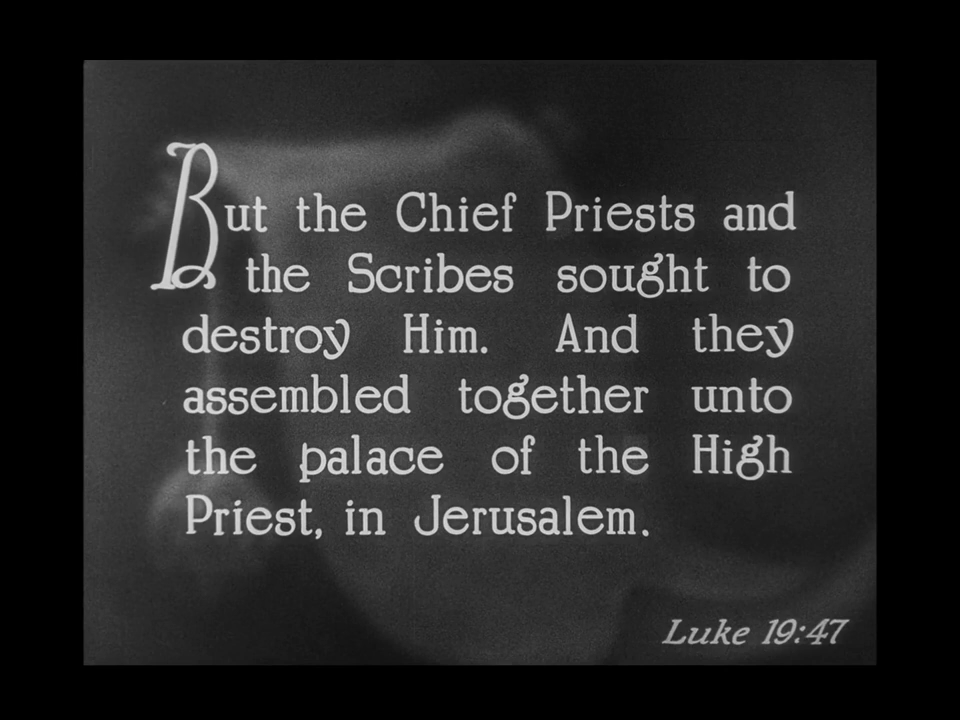 But the Chief Priests and
the Scribes sought to
destroy Him. And they
assembled together unto
the palace of the High
Priest, in Jerusalem.
Luke 19:47